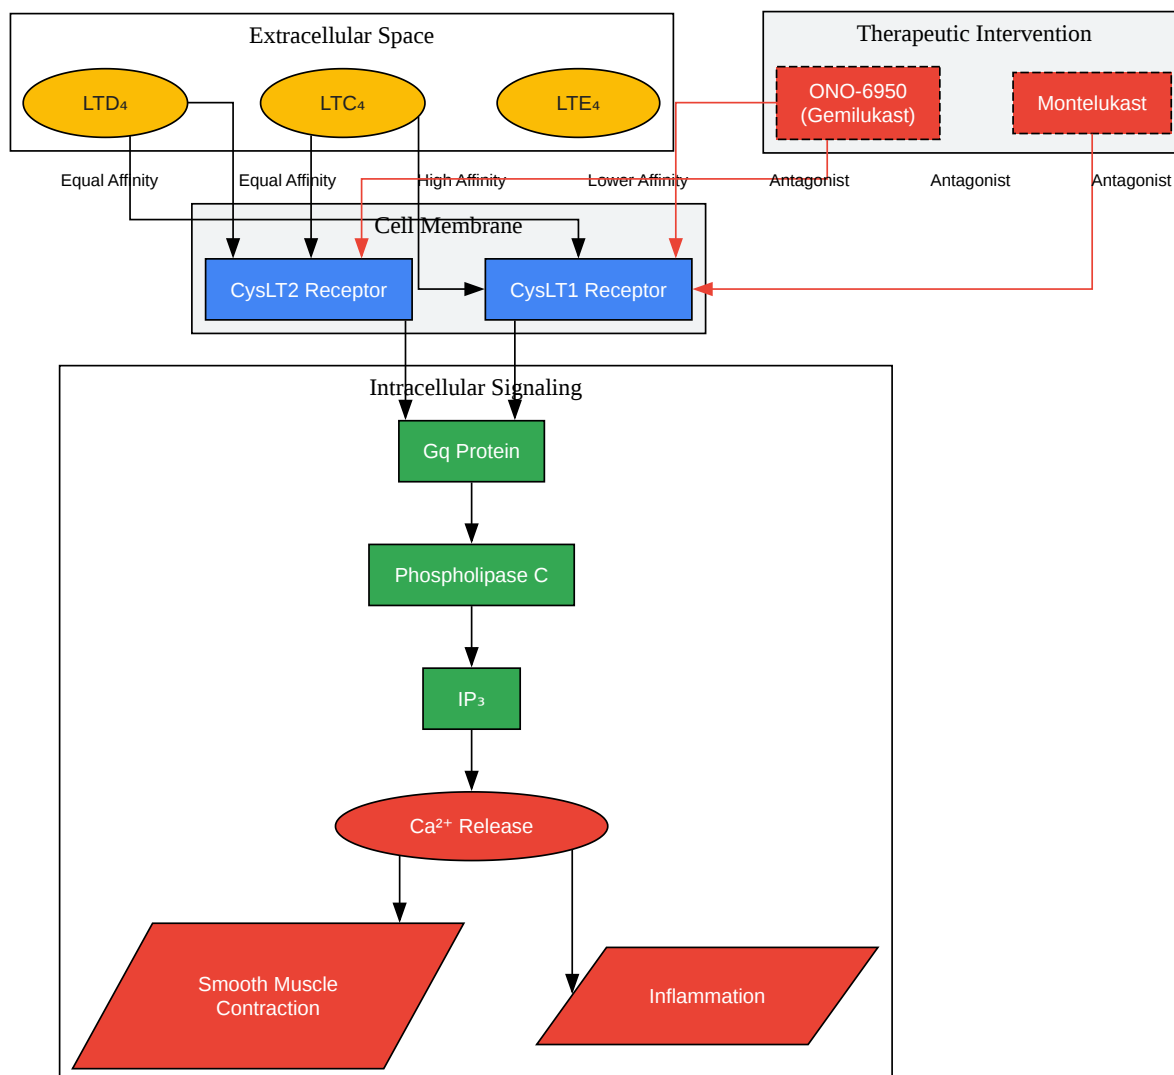 Extracellular Space
Therapeutic Intervention
LTD₄
LTC₄
LTE₄
ONO-6950
(Gemilukast)
Montelukast
Equal Affinity
Equal Affinity
High Affinity
Lower Affinity
Antagonist
Antagonist
Antagonist
Cell Membrane
CysLT2 Receptor
CysLT1 Receptor
Intracellular Signaling
Gq Protein
Phospholipase C
IP₃
Ca²⁺ Release
Smooth Muscle
Contraction
Inflammation